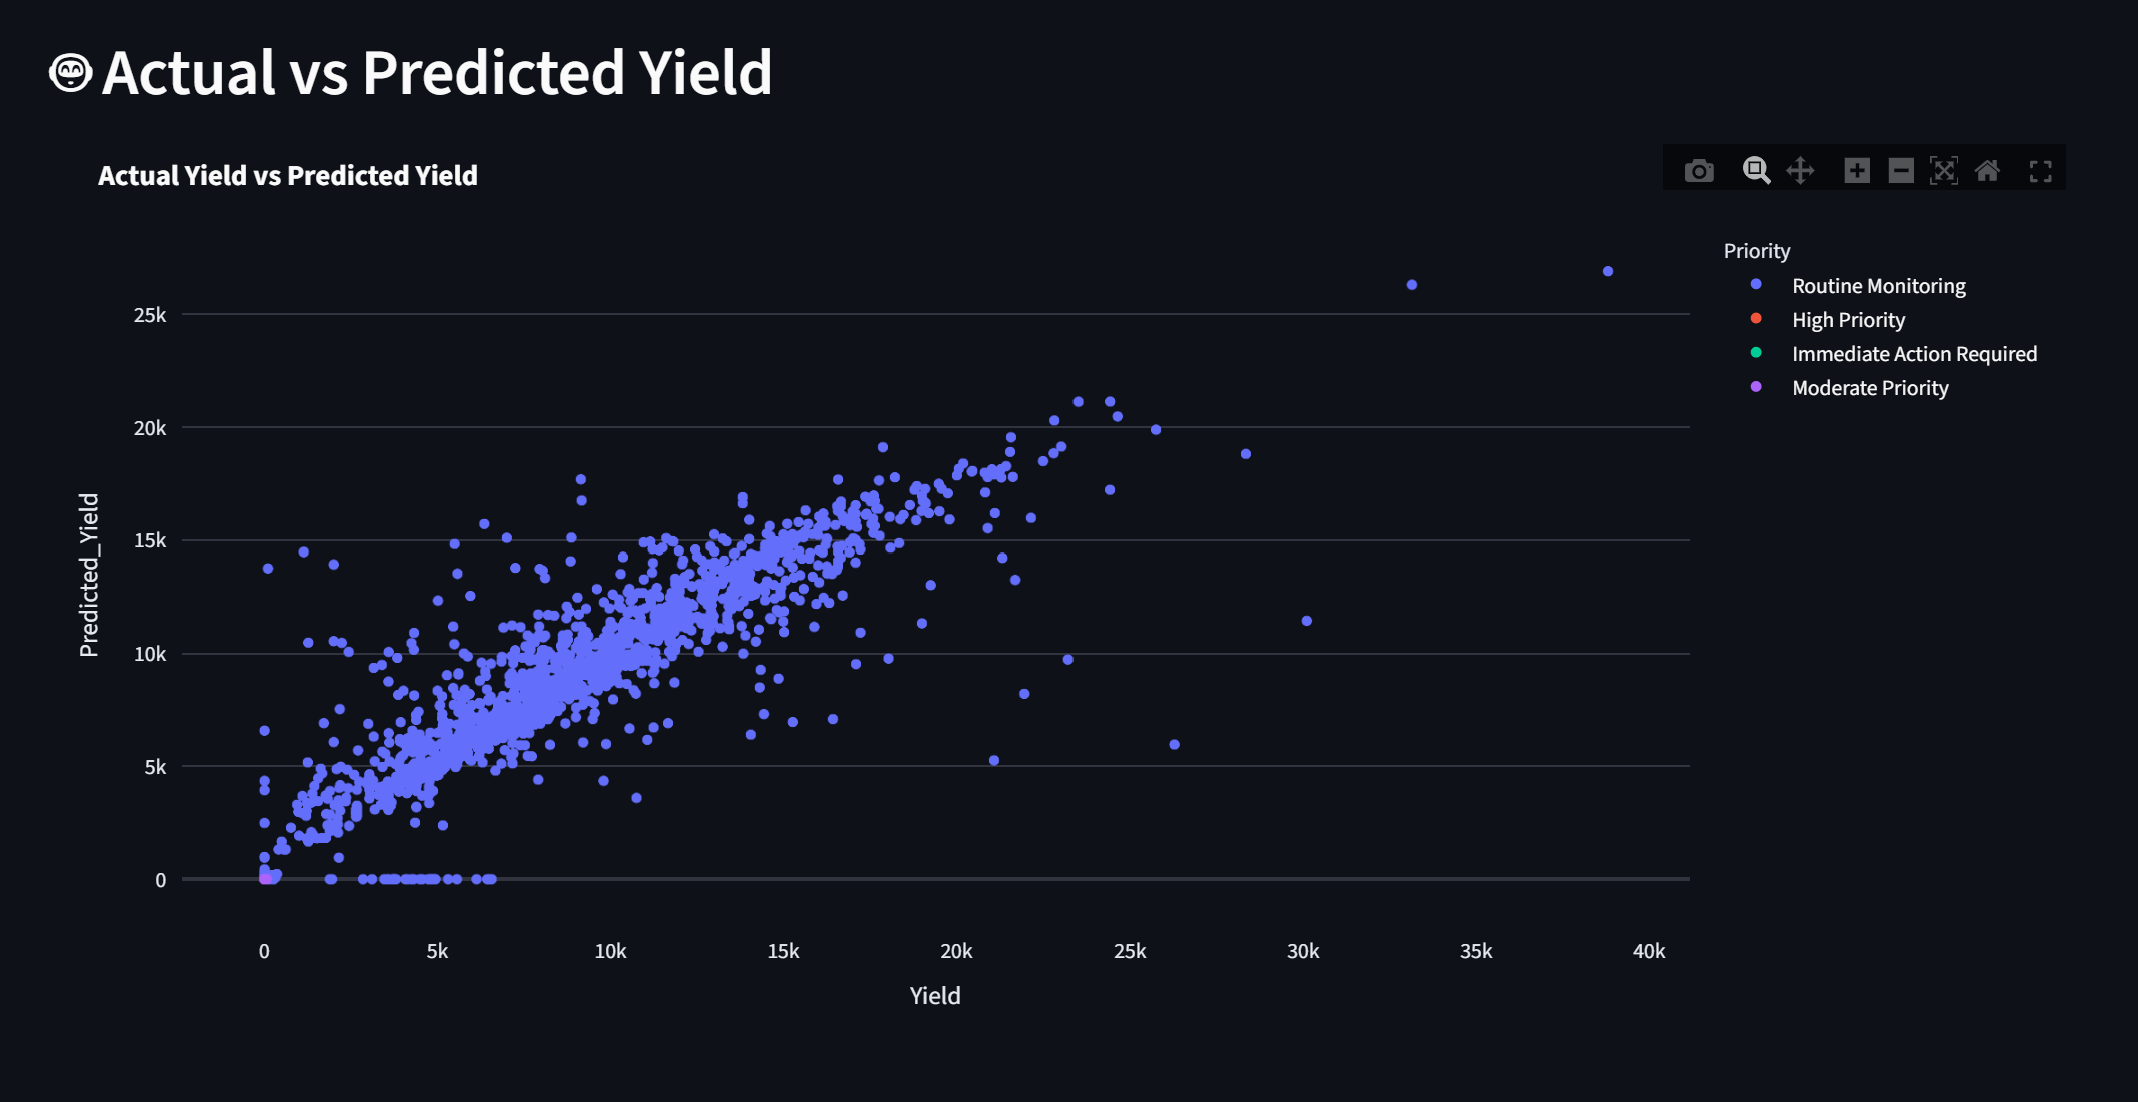 Actual vs Predicted Yield
Actual Yield vs Predicted Yield
Priority
Routine Monitoring
High Priority
Immediate Action Required
Moderate Priority
Predicted_Yield
25k
20k
15k
10k
5k
0
0 5k 10k 15k 20k 25k 30k 35k 40k
Yield